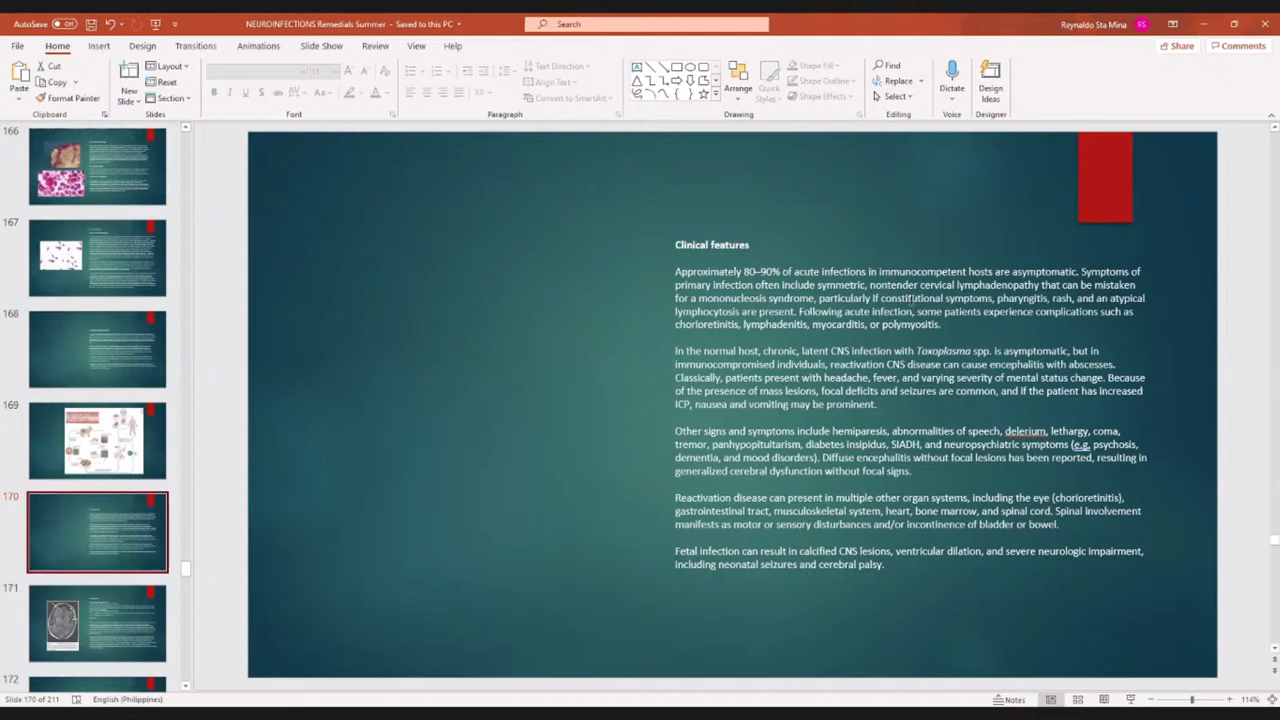 AutoSave Off
NEUROINFECTIONS Remedials Summer - Saved to this PC
Search
Reynaldo Sta Mina RS
File Home Insert Design Transitions Animations Slide Show Review View Help
Share Comments
Paste
Cut
Copy
Format Painter
Clipboard
New
Slide
Layout
Reset
Section
Slides
Font
Text Direction
Align Text
Convert to SmartArt
Paragraph
Arrange
Quick
Styles
Shape Fill
Shape Outline
Shape Effects
Drawing
Find
Replace
Select
Editing
Dictate
Voice
Design
Ideas
Designer
166
167
168
169
170
171
172
Clinical features
Approximately 80–90% of acute infections in immunocompetent hosts are asymptomatic. Symptoms of
primary infection often include symmetric, nontender cervical lymphadenopathy that can be mistaken
for a mononucleosis syndrome, particularly if constitutional symptoms, pharyngitis, rash, and an atypical
lymphocytosis are present. Following acute infection, some patients experience complications such as
chorioretinitis, lymphadenitis, myocarditis, or polymyositis.
In the normal host, chronic, latent CNS infection with Toxoplasma spp. is asymptomatic, but in
immunocompromised individuals, reactivation CNS disease can cause encephalitis with abscesses.
Classically, patients present with headache, fever, and varying severity of mental status change. Because
of the presence of mass lesions, focal deficits and seizures are common, and if the patient has increased
ICP, nausea and vomiting may be prominent.
Other signs and symptoms include hemiparesis, abnormalities of speech, delerium, lethargy, coma,
tremor, panhypopituitarism, diabetes insipidus, SIADH, and neuropsychiatric symptoms (e.g. psychosis,
dementia, and mood disorders). Diffuse encephalitis without focal lesions has been reported, resulting in
generalized cerebral dysfunction without focal signs.
Reactivation disease can present in multiple other organ systems, including the eye (chorioretinitis),
gastrointestinal tract, musculoskeletal system, heart, bone marrow, and spinal cord. Spinal involvement
manifests as motor or sensory disturbances and/or incontinence of bladder or bowel.
Fetal infection can result in calcified CNS lesions, ventricular dilation, and severe neurologic impairment,
including neonatal seizures and cerebral palsy.
Slide 170 of 211 English (Philippines)
Notes
114%